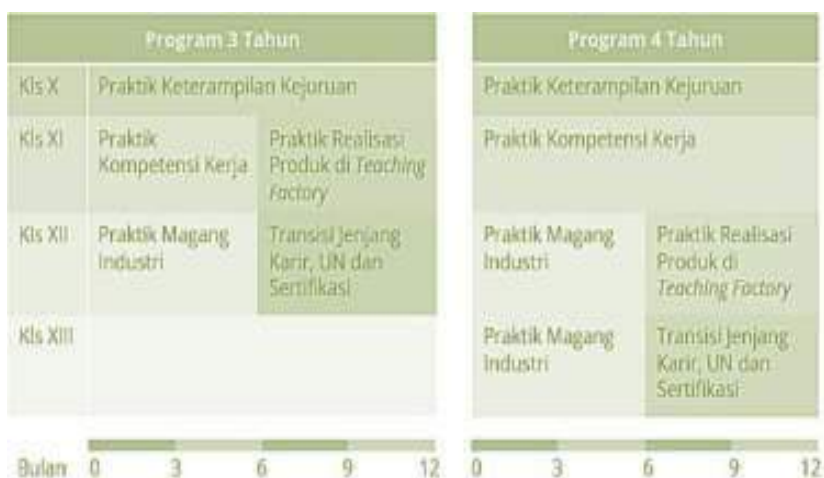 Program 3 Tahun
Program 4 Tahun
Kls X
Praktik Keterampilan Kejuruan
Praktik Keterampilan Kejuruan
Kls XI
Praktik
Kompetensi Kerja
Praktik Realisasi
Produk di Teaching
Factory
Praktik Kompetensi Kerja
Kls XII
Praktik Magang
Industri
Transisi Jenjang
Karir, UN dan
Sertifikasi
Praktik Magang
Industri
Praktik Realisasi
Produk di
Teaching Factory
Kls XIII
Praktik Magang
Industri
Transisi Jenjang
Karir, UN dan
Sertifikasi
Bulan 0 3 6 9 12
0 3 6 9 12